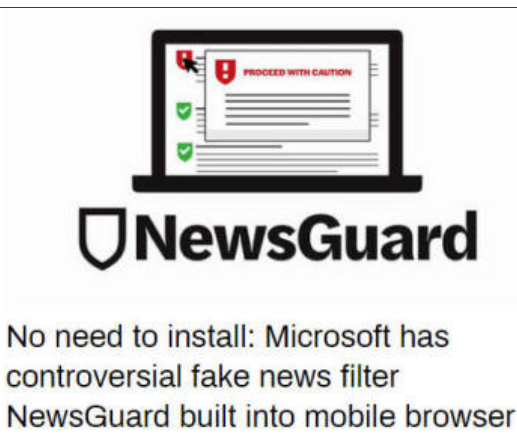 PROCEED WITH CAUTION
NewsGuard
No need to install: Microsoft has
controversial fake news filter
NewsGuard built into mobile browser